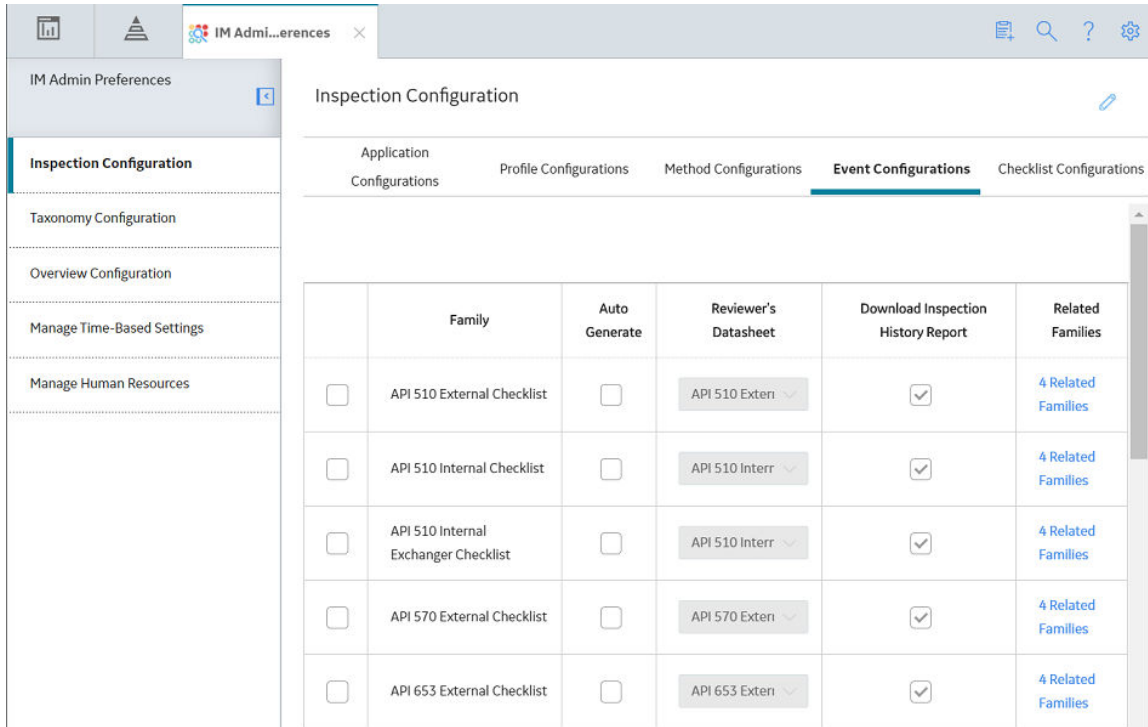 IM Admi...erences
IM Admin Preferences
Inspection Configuration
Taxonomy Configuration
Overview Configuration
Manage Time-Based Settings
Manage Human Resources
Inspection Configuration
Application
Configurations
Profile Configurations
Method Configurations
Event Configurations
Checklist Configurations
Family
Auto
Generate
Reviewer's
Datasheet
Download Inspection
History Report
Related
Families
API 510 External Checklist
API 510 Extern
4 Related
Families
API 510 Internal Checklist
API 510 Interr
4 Related
Families
API 510 Internal
Exchanger Checklist
API 510 Interr
4 Related
Families
API 570 External Checklist
API 570 Extern
4 Related
Families
API 653 External Checklist
API 653 Extern
4 Related
Families